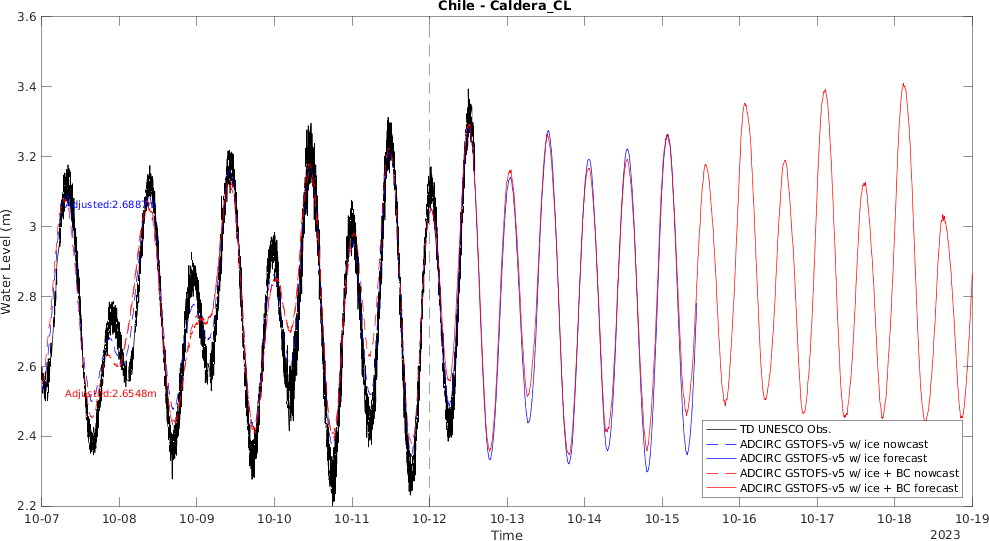 Chile - Caldera_CL
3.6
3.4
3.2
3
2.8
2.6
2.4
2.2
Water Level (m)
Adjusted:2.6887m
Adjusted:2.6548m
TD UNESCO Obs.
ADCIRC GSTOFS-v5 w/ ice nowcast
ADCIRC GSTOFS-v5 w/ ice forecast
ADCIRC GSTOFS-v5 w/ ice + BC nowcast
ADCIRC GSTOFS-v5 w/ ice + BC forecast
10-07 10-08 10-09 10-10 10-11 10-12 10-13 10-14 10-15 10-16 10-17 10-18 10-19
Time
2023